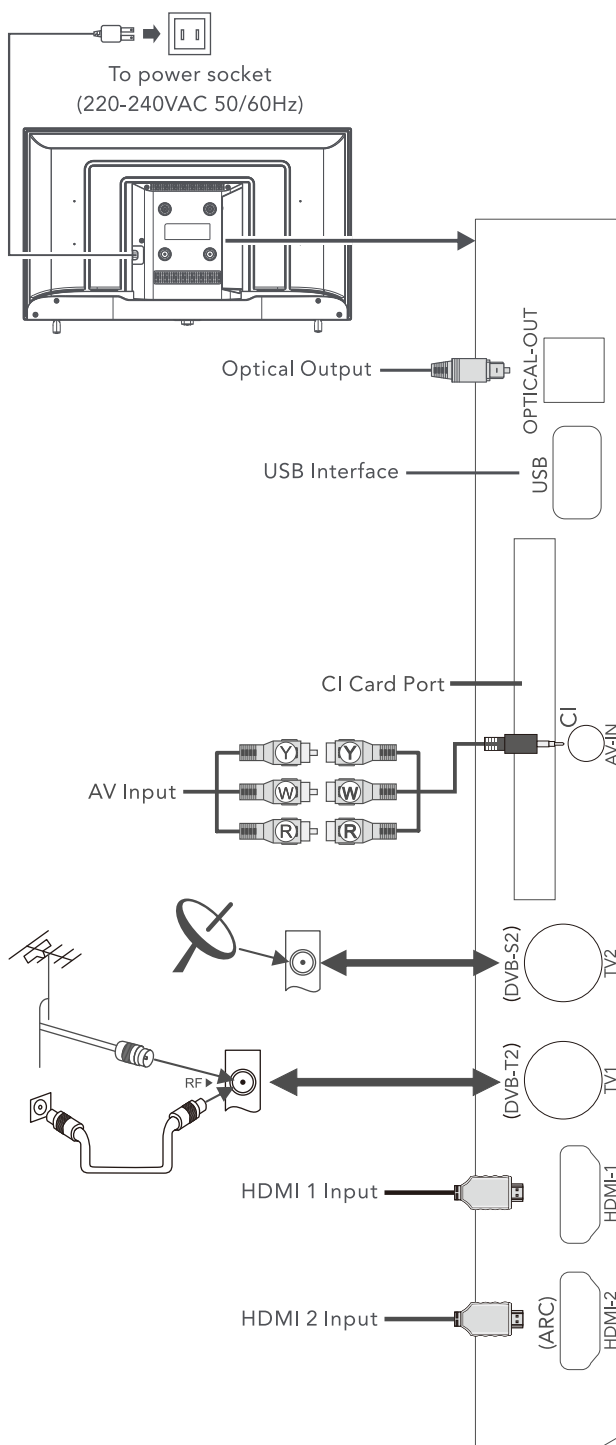 To power socket
(220-240VAC 50/60Hz)
Optical Output
OPTICAL-OUT
USB Interface
USB
CI Card Port
CI
AV-IN
Y Y
AV Input
W W
R R
(DVB-S2)
TV2
RF
(DVB-T2)
TV1
HDMI 1 Input
HDMI-1
HDMI 2 Input
(ARC)
HDMI-2